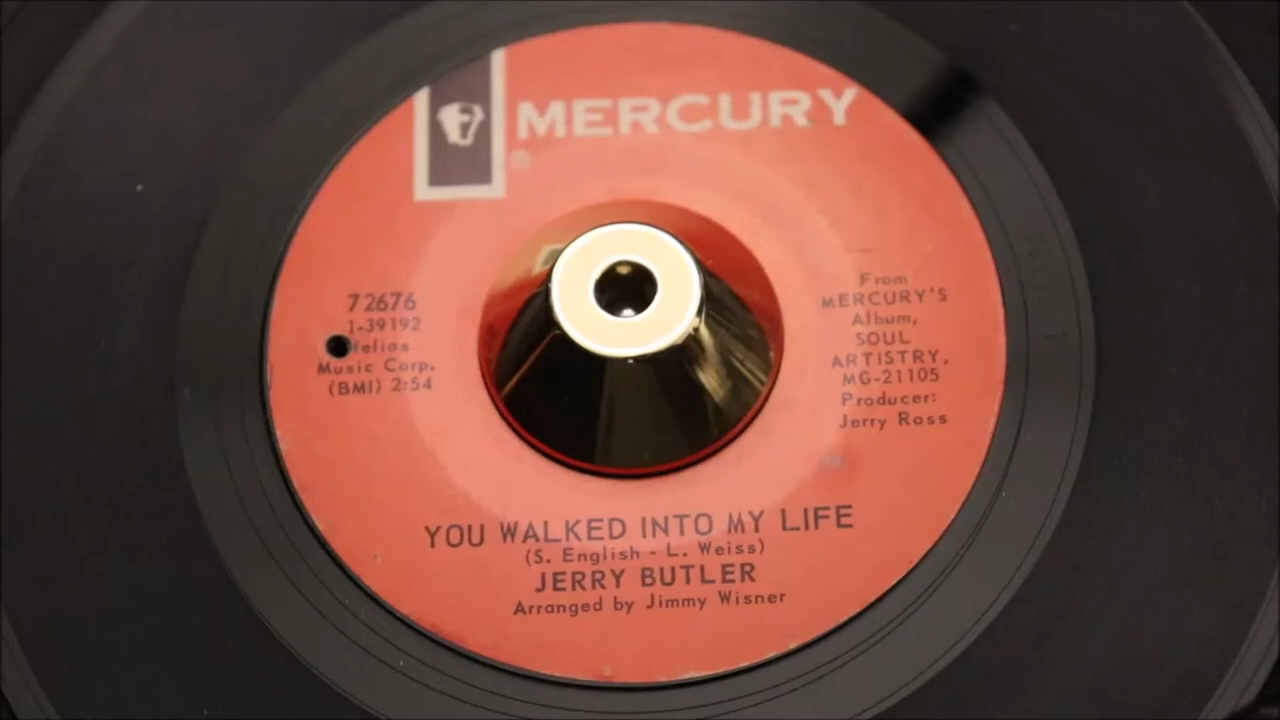 MERCURY
®
72676
1-39192
Helios
Music Corp.
(BMI) 2:54
From
MERCURY'S
Album,
SOUL
ARTISTRY,
MG-21105
Producer:
Jerry Ross
YOU WALKED INTO MY LIFE
(S. English - L. Weiss)
JERRY BUTLER
Arranged by Jimmy Wisner